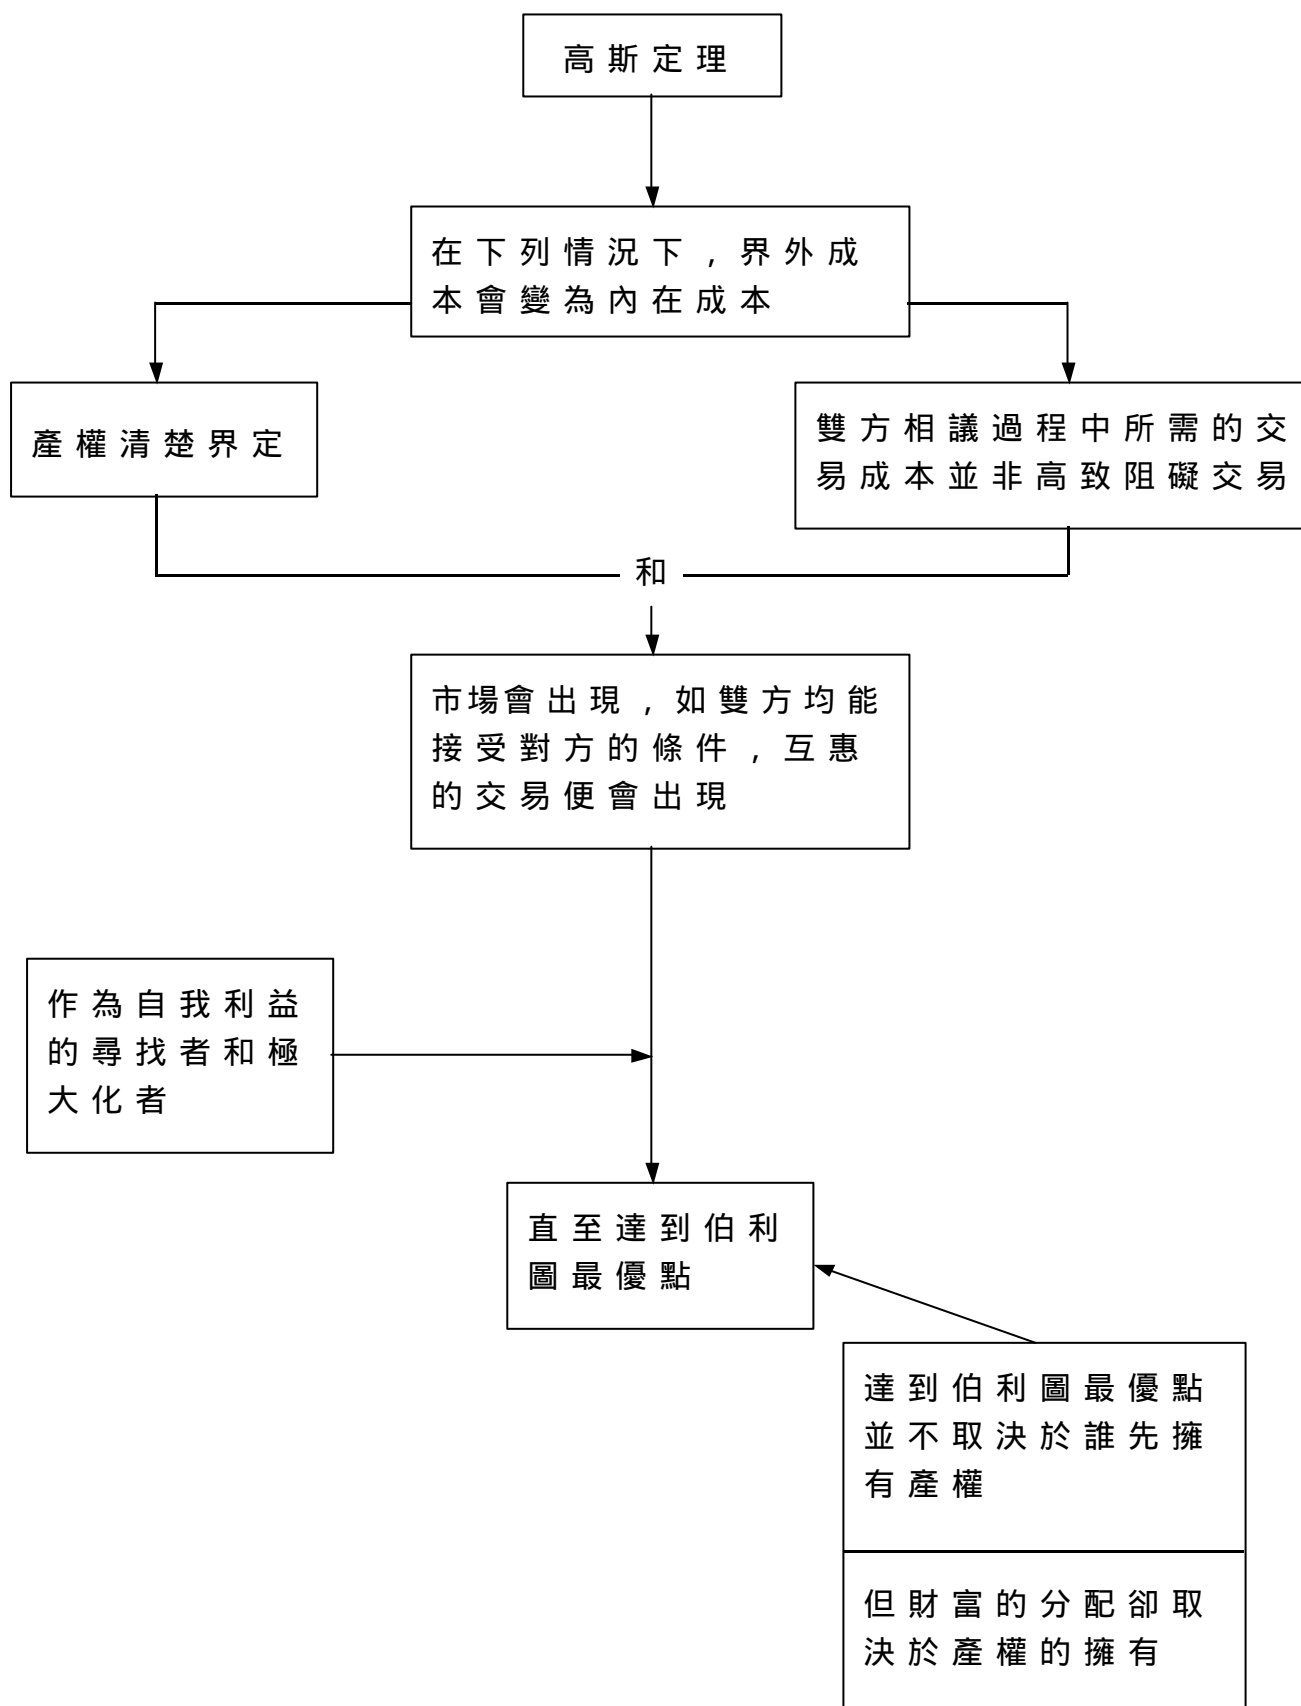 高斯定理
在下列情況下，界外成
本會變為內在成本
產權清楚界定
雙方相議過程中所需的交
易成本並非高致阻礙交易
和
市場會出現，如雙方均能
接受對方的條件，互惠
的交易便會出現
作為自我利益
的尋找者和極
大化者
直至達到伯利
圖最優點
達到伯利圖最優點
並不取決於誰先擁
有產權
但財富的分配卻取
決於產權的擁有